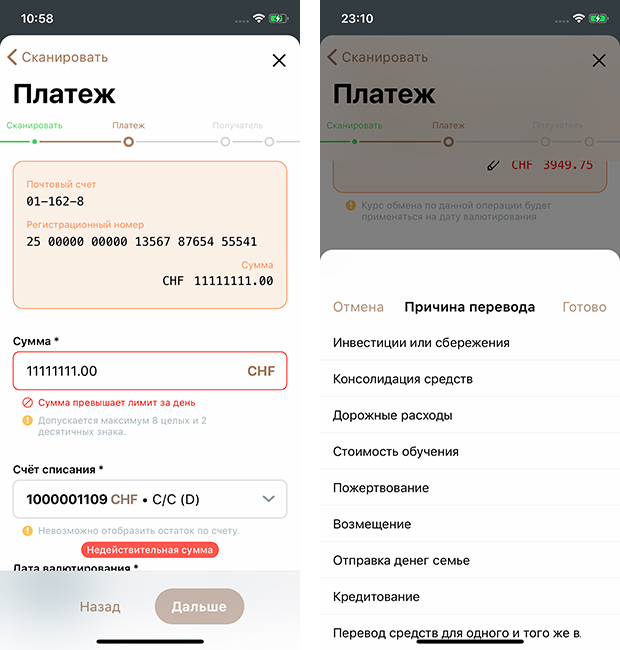 10:58
Сканировать
Платеж
Сканировать
Платеж
Получатель
Почтовый счет
01-162-8
Регистрационный номер
25 00000 00000 13567 87654 55541
Сумма
CHF 11111111.00
Сумма *
11111111.00 CHF
Сумма превышает лимит за день
Допускается максимум 8 целых и 2
десятичных знака.
Счёт списания *
1000001109 CHF • C/C (D)
Невозможно отобразить остаток по счету.
Недействительная сумма
Дата валютирования *
Назад
Дальше
23:10
Сканировать
Платеж
Сканировать
Платеж
Получатель
CHF 3949.75
Курс обмена по данной операции будет
применяться на дату валютирования
Отмена
Причина перевода
Готово
Инвестиции или сбережения
Консолидация средств
Дорожные расходы
Стоимость обучения
Пожертвование
Возмещение
Отправка денег семье
Кредитование
Перевод средств для одного и того же в.